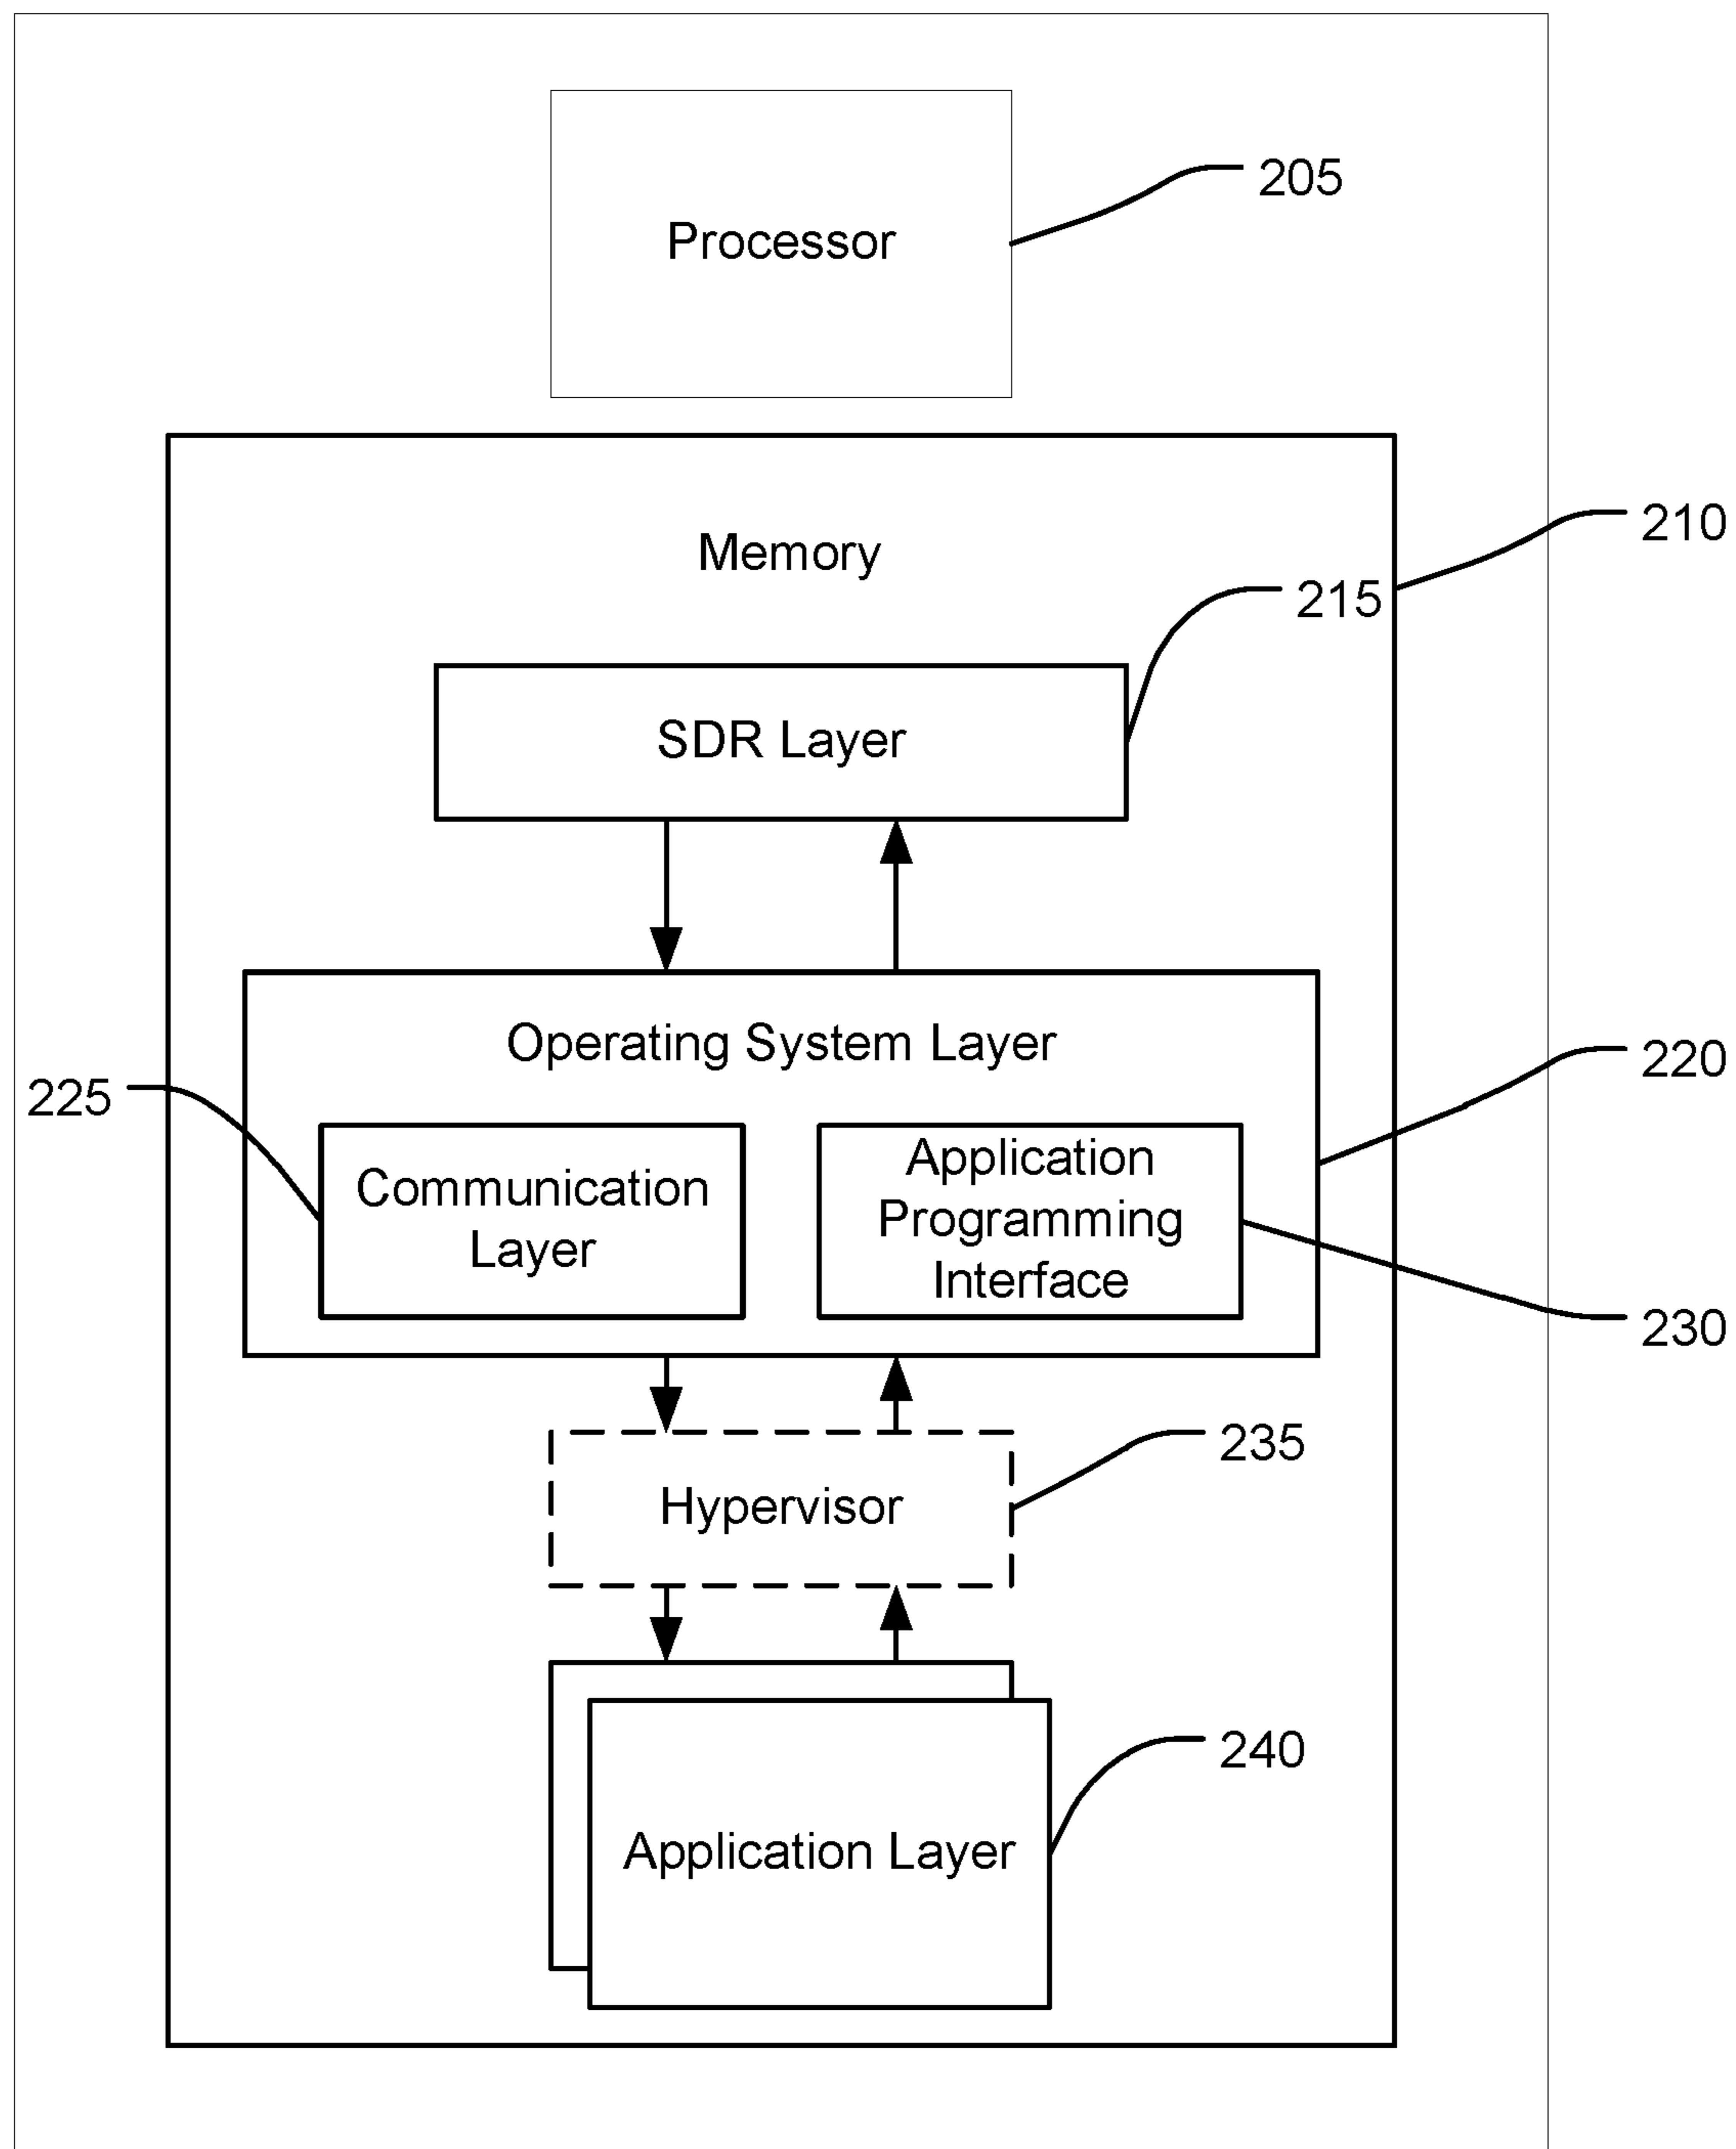 205
Processor
210
Memory
215
SDR Layer
Operating System Layer
220
225
Communication
Layer
Application
Programming
Interface
230
235
Hypervisor
240
Application Layer